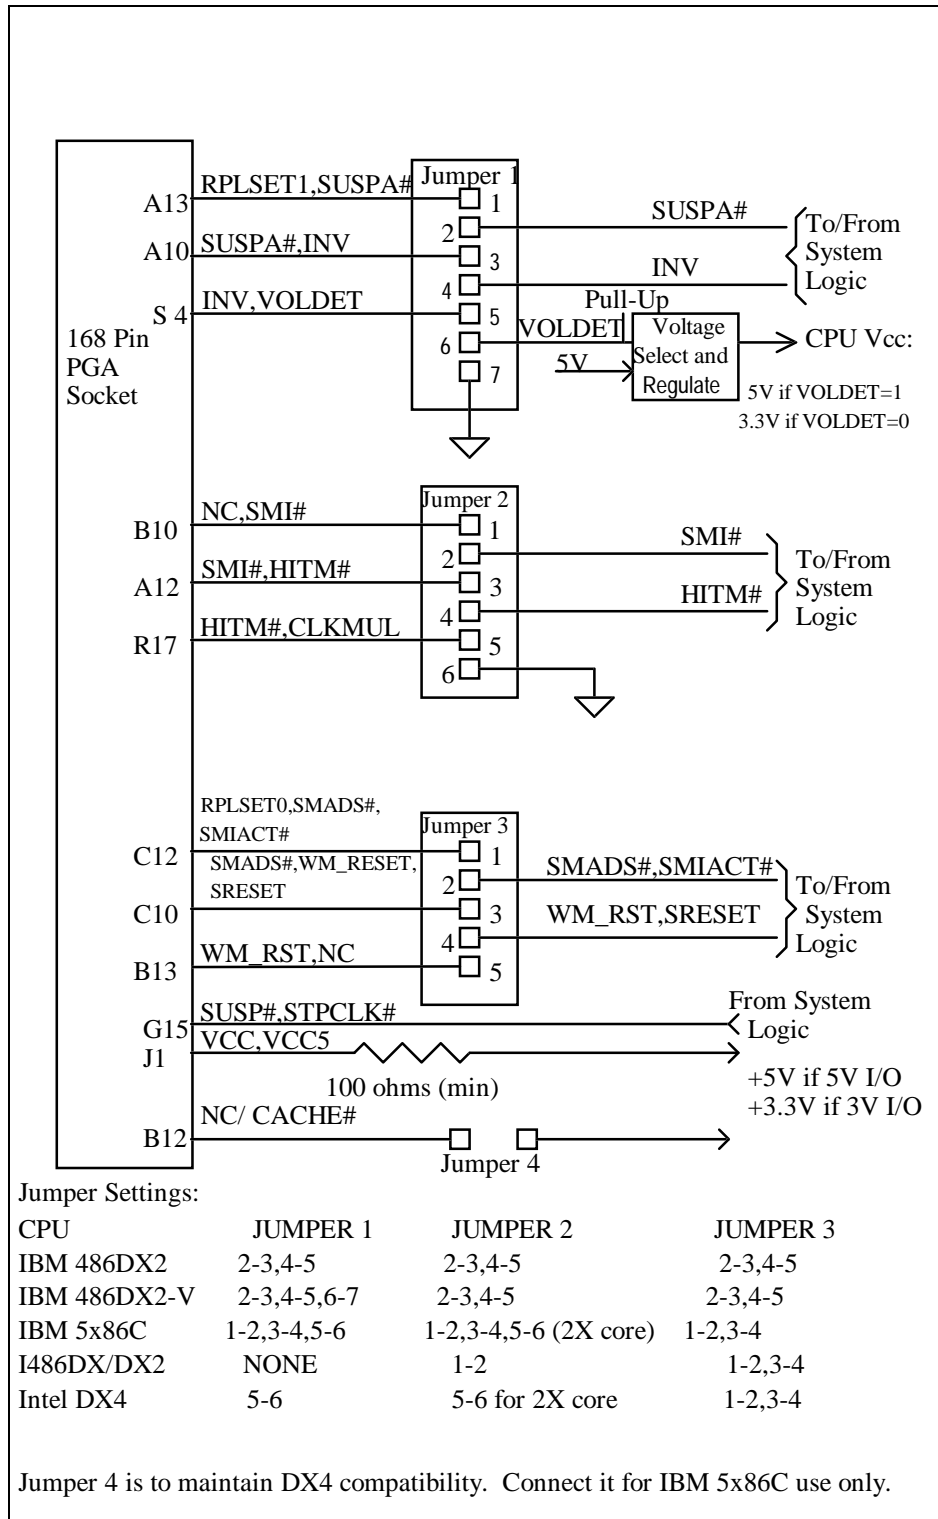 Jumper 1
RPLSET1,SUSPA#
A13
1
SUSPA#
To/From
System
Logic
2
A10
SUSPA#,INV
3
INV
4
Pull-Up
S 4
INV,VOLDET
5
VOLDET
Voltage
Select and
Regulate
CPU Vcc:
6
5V
7
5V if VOLDET=1
3.3V if VOLDET=0
168 Pin
PGA
Socket
Jumper 2
NC,SMI#
B10
1
SMI#
To/From
System
Logic
2
SMI#,HITM#
A12
3
HITM#
4
HITM#,CLKMUL
R17
5
6
RPLSET0,SMADS#,
SMIACT#
Jumper 3
C12
1
SMADS#,WM_RESET,
SRESET
2
SMADS#,SMIACT#
To/From
System
Logic
C10
3
WM_RST,SRESET
4
WM_RST,NC
B13
5
From System
Logic
SUSP#,STPCLK#
G15
VCC,VCC5
J1
100 ohms (min)
+5V if 5V I/O
+3.3V if 3V I/O
NC/ CACHE#
B12
Jumper 4
Jumper Settings:
CPU JUMPER 1 JUMPER 2 JUMPER 3
IBM 486DX2 2-3,4-5 2-3,4-5 2-3,4-5
IBM 486DX2-V 2-3,4-5,6-7 2-3,4-5 2-3,4-5
IBM 5x86C 1-2,3-4,5-6 1-2,3-4,5-6 (2X core) 1-2,3-4
I486DX/DX2 NONE 1-2 1-2,3-4
Intel DX4 5-6 5-6 for 2X core 1-2,3-4
Jumper 4 is to maintain DX4 compatibility. Connect it for IBM 5x86C use only.